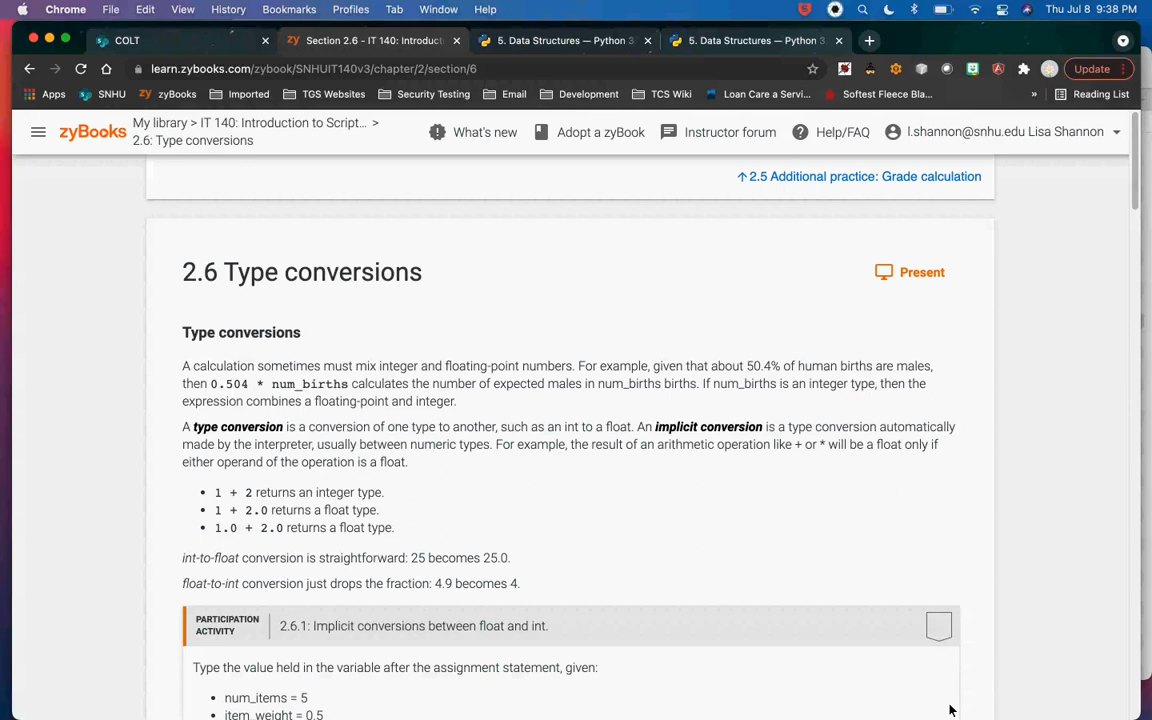 Chrome File Edit View History Bookmarks Profiles Tab Window Help Thu Jul 8 9:38 PM
COLT Section 2.6 - IT 140: Introduct 5. Data Structures — Python 3 5. Data Structures — Python 3
learn.zybooks.com/zybook/SNHUIT140v3/chapter/2/section/6 Update
Apps SNHU zy zyBooks Imported TGS Websites Security Testing Email Development TCS Wiki Loan Care a Servi... Softest Fleece Bla... » Reading List
zyBooks My library > IT 140: Introduction to Script... >
2.6: Type conversions
What's new Adopt a zyBook Instructor forum Help/FAQ l.shannon@snhu.edu Lisa Shannon
↑2.5 Additional practice: Grade calculation
2.6 Type conversions
Present
Type conversions
A calculation sometimes must mix integer and floating-point numbers. For example, given that about 50.4% of human births are males,
then 0.504 * num_births calculates the number of expected males in num_births births. If num_births is an integer type, then the
expression combines a floating-point and integer.
A type conversion is a conversion of one type to another, such as an int to a float. An implicit conversion is a type conversion automatically
made by the interpreter, usually between numeric types. For example, the result of an arithmetic operation like + or * will be a float only if
either operand of the operation is a float.
• 1 + 2 returns an integer type.
• 1 + 2.0 returns a float type.
• 1.0 + 2.0 returns a float type.
int-to-float conversion is straightforward: 25 becomes 25.0.
float-to-int conversion just drops the fraction: 4.9 becomes 4.
PARTICIPATION
ACTIVITY
2.6.1: Implicit conversions between float and int.
Type the value held in the variable after the assignment statement, given:
• num_items = 5
• item_weight = 0.5